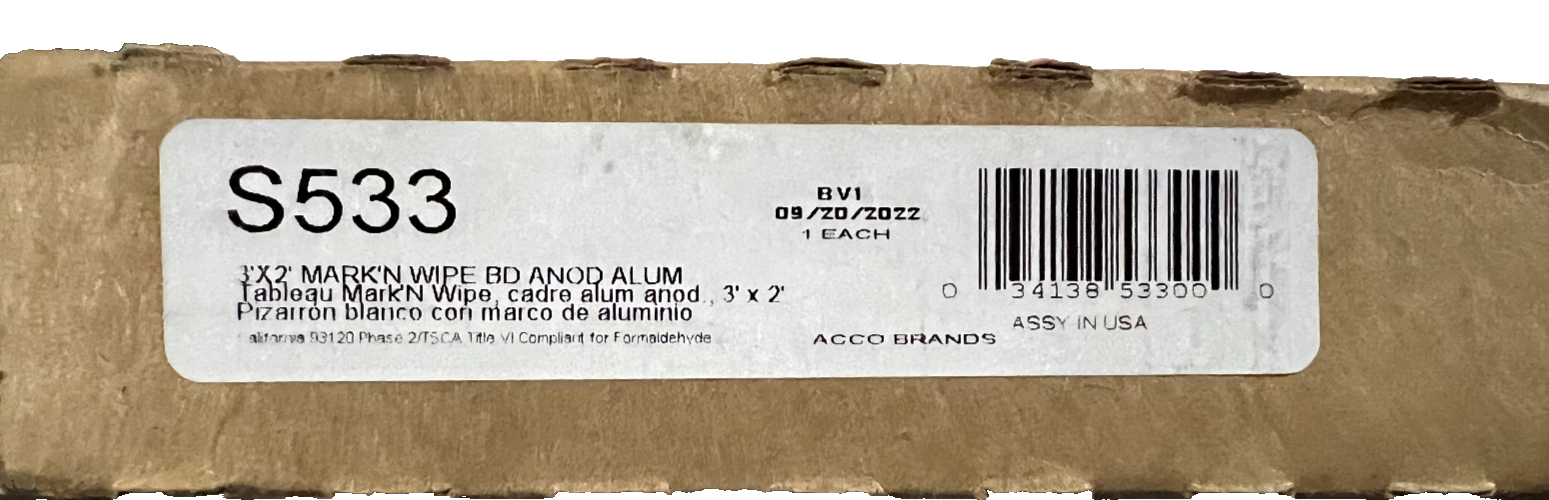 S533
BV1
09/20/2022
1 EACH
3'X2' MARK'N WIPE BD ANOD ALUM
Tableau Mark'N Wipe, cadre alum anod., 3' x 2'
Pizarron blanco con marco de aluminio
alifornia 93120 Phase 2/TSCA Title VI Compliant for Formaldehyde
ACCO BRANDS
0 34138 53300 0
ASSY IN USA